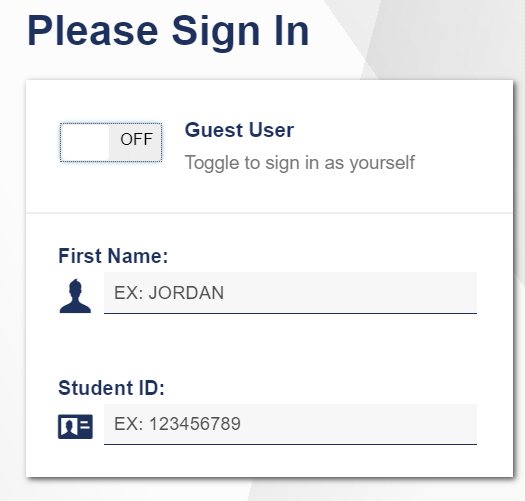 Please Sign In
OFF
Guest User
Toggle to sign in as yourself
First Name:
EX: JORDAN
Student ID:
EX: 123456789